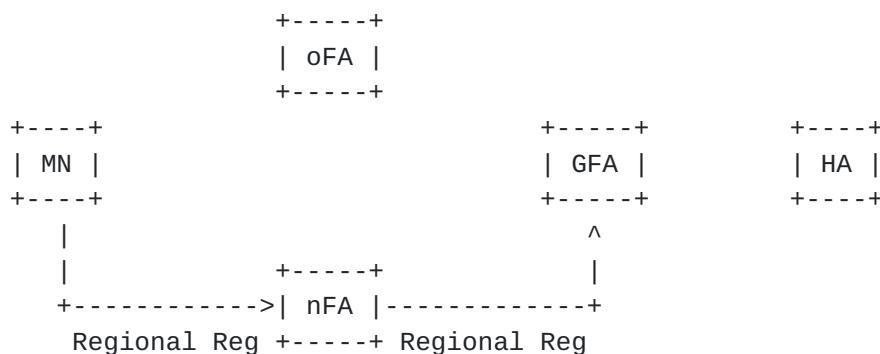 oFA
MN GFA HA
nFA
Regional Reg Regional Reg